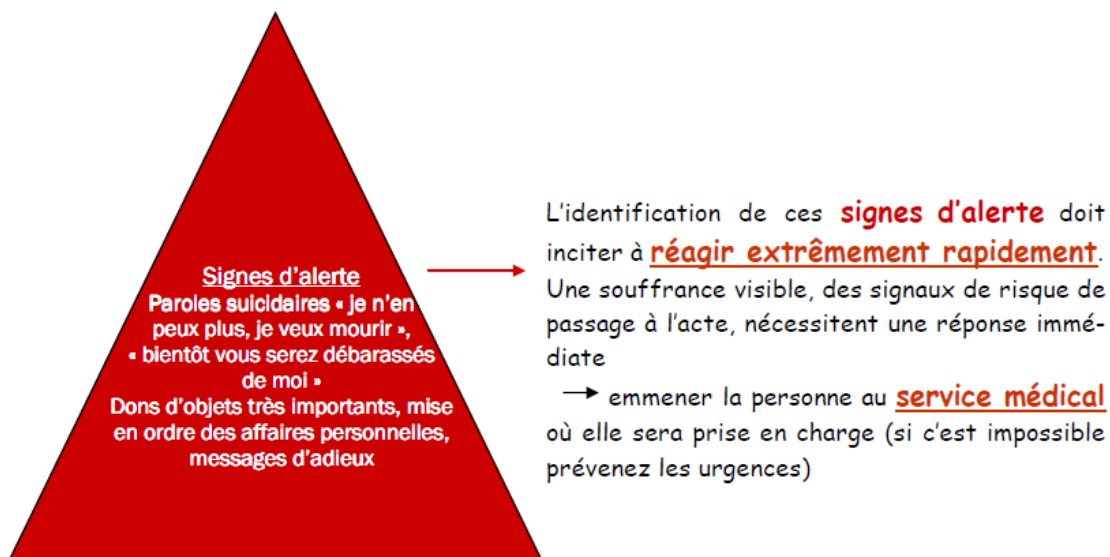 Signes d'alerte
Paroles suicidaires « je n'en
peux plus, je veux mourir »,
« bientôt vous serez débarassés
de moi »
Dons d'objets très importants, mise
en ordre des affaires personnelles,
messages d'adieux
L'identification de ces signes d'alerte doit
inciter à réagir extrêmement rapidement.
Une souffrance visible, des signaux de risque de
passage à l'acte, nécessitent une réponse immé-
diate
→ emmener la personne au service médical
où elle sera prise en charge (si c'est impossible
prévenez les urgences)